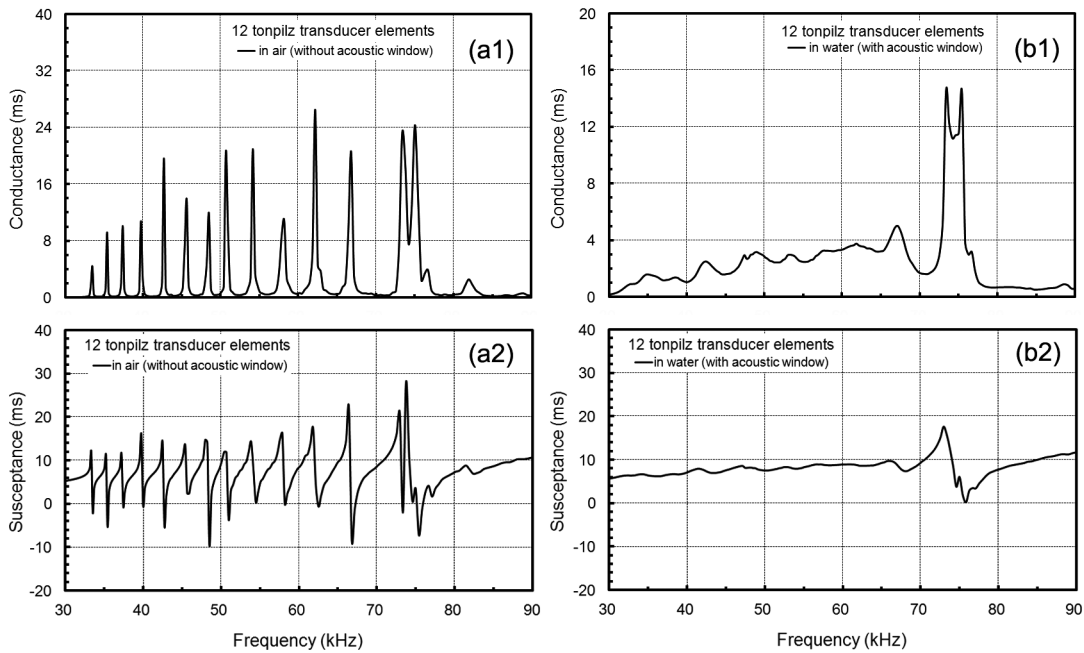 40
32
24
16
8
0
Conductance (ms)
12 tonpilz transducer elements
in air (without acoustic window)
(a1)
20
16
12
8
4
0
Conductance (ms)
12 tonpilz transducer elements
in water (with acoustic window)
(b1)
40
30
20
10
0
-10
-20
Susceptance (ms)
12 tonpilz transducer elements
in air (without acoustic window)
(a2)
30 40 50 60 70 80 90
Frequency (kHz)
40
30
20
10
0
-10
-20
Susceptance (ms)
12 tonpilz transducer elements
in water (with acoustic window)
(b2)
30 40 50 60 70 80 90
Frequency (kHz)